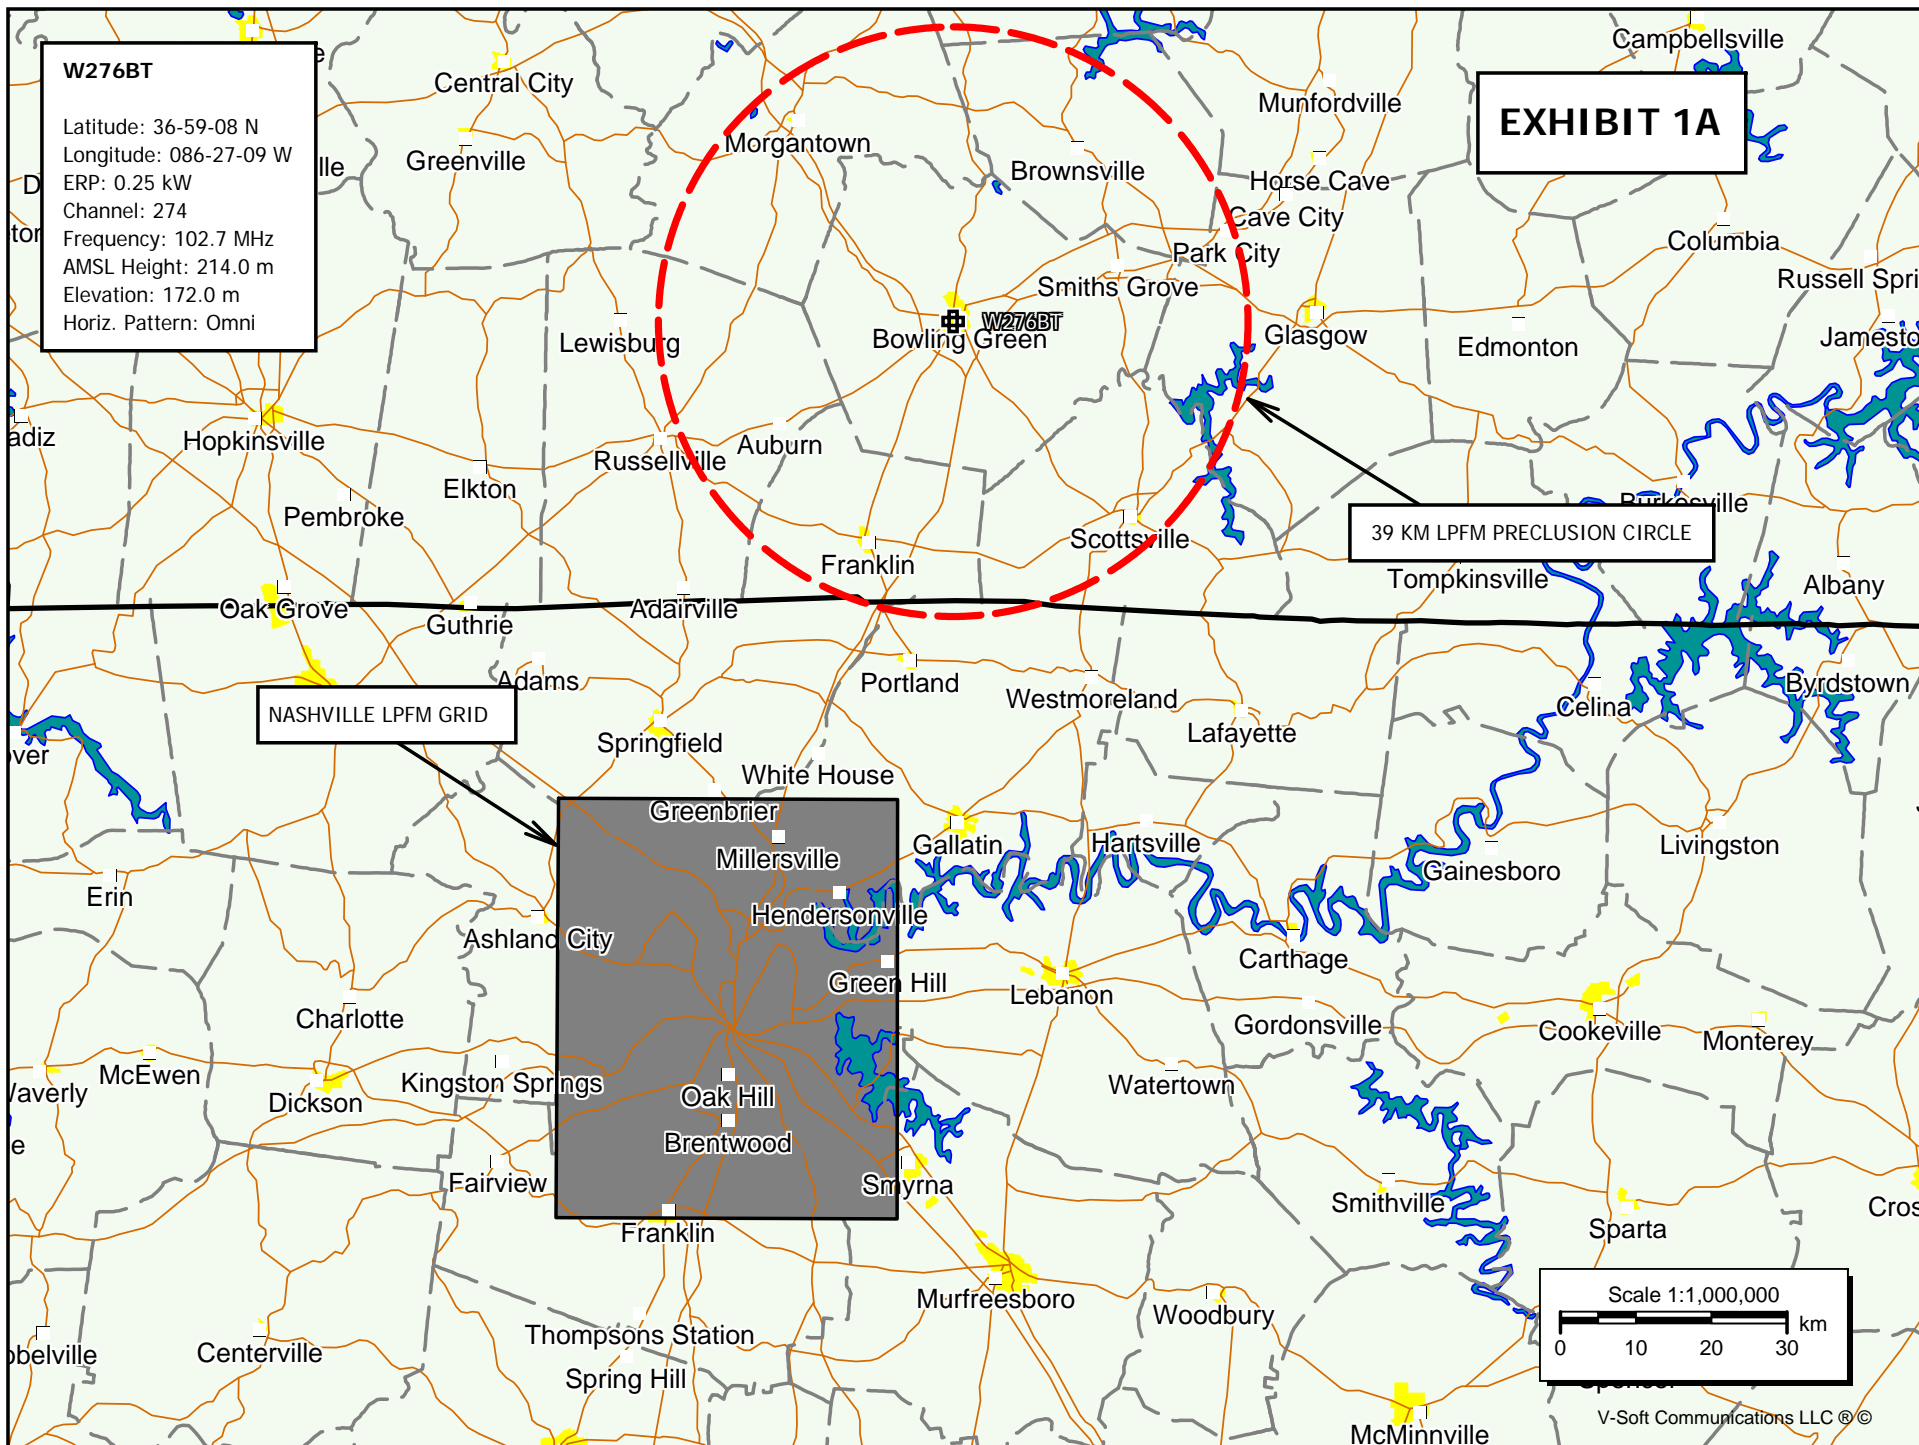 W276BT
Latitude: 36-59-08 N
Longitude: 086-27-09 W
ERP: 0.25 kW
Channel: 274
Frequency: 102.7 MHz
AMSL Height: 214.0 m
Elevation: 172.0 m
Horiz. Pattern: Omni
EXHIBIT 1A
Campbellsville
Central City
Munfordville
Morgantown
Greenville
Brownsville
lle
Horse Cave
Cave City
Columbia
Park City
Russell Spri
Smiths Grove
W276BT
Bowling Green
Lewisburg
Glasgow
Edmonton
Jamesto
adiz
Hopkinsville
Auburn
Russellville
Elkton
Pembroke
Burkesville
39 KM LPFM PRECLUSION CIRCLE
Scottsville
Franklin
Tompkinsville
Albany
Oak Grove
Guthrie
Adairville
Adams
Portland
Westmoreland
Byrdstown
Celina
NASHVILLE LPFM GRID
Springfield
Lafayette
over
White House
Greenbrier
Millersville
Gallatin
Hartsville
Livingston
Gainesboro
Erin
Hendersonville
Ashland City
Carthage
Green Hill
Lebanon
Charlotte
Gordonsville
Cookeville
Monterey
McEwen
Kingston Springs
Waverly
Dickson
Oak Hill
Watertown
Brentwood
e
Fairview
Smyrna
Smithville
Cros
Sparta
Franklin
Murfreesboro
Woodbury
Scale 1:1,000,000
km
0 10 20 30
Thompsons Station
obelville
Centerville
Spring Hill
V-Soft Communications LLC ® ©
McMinnville